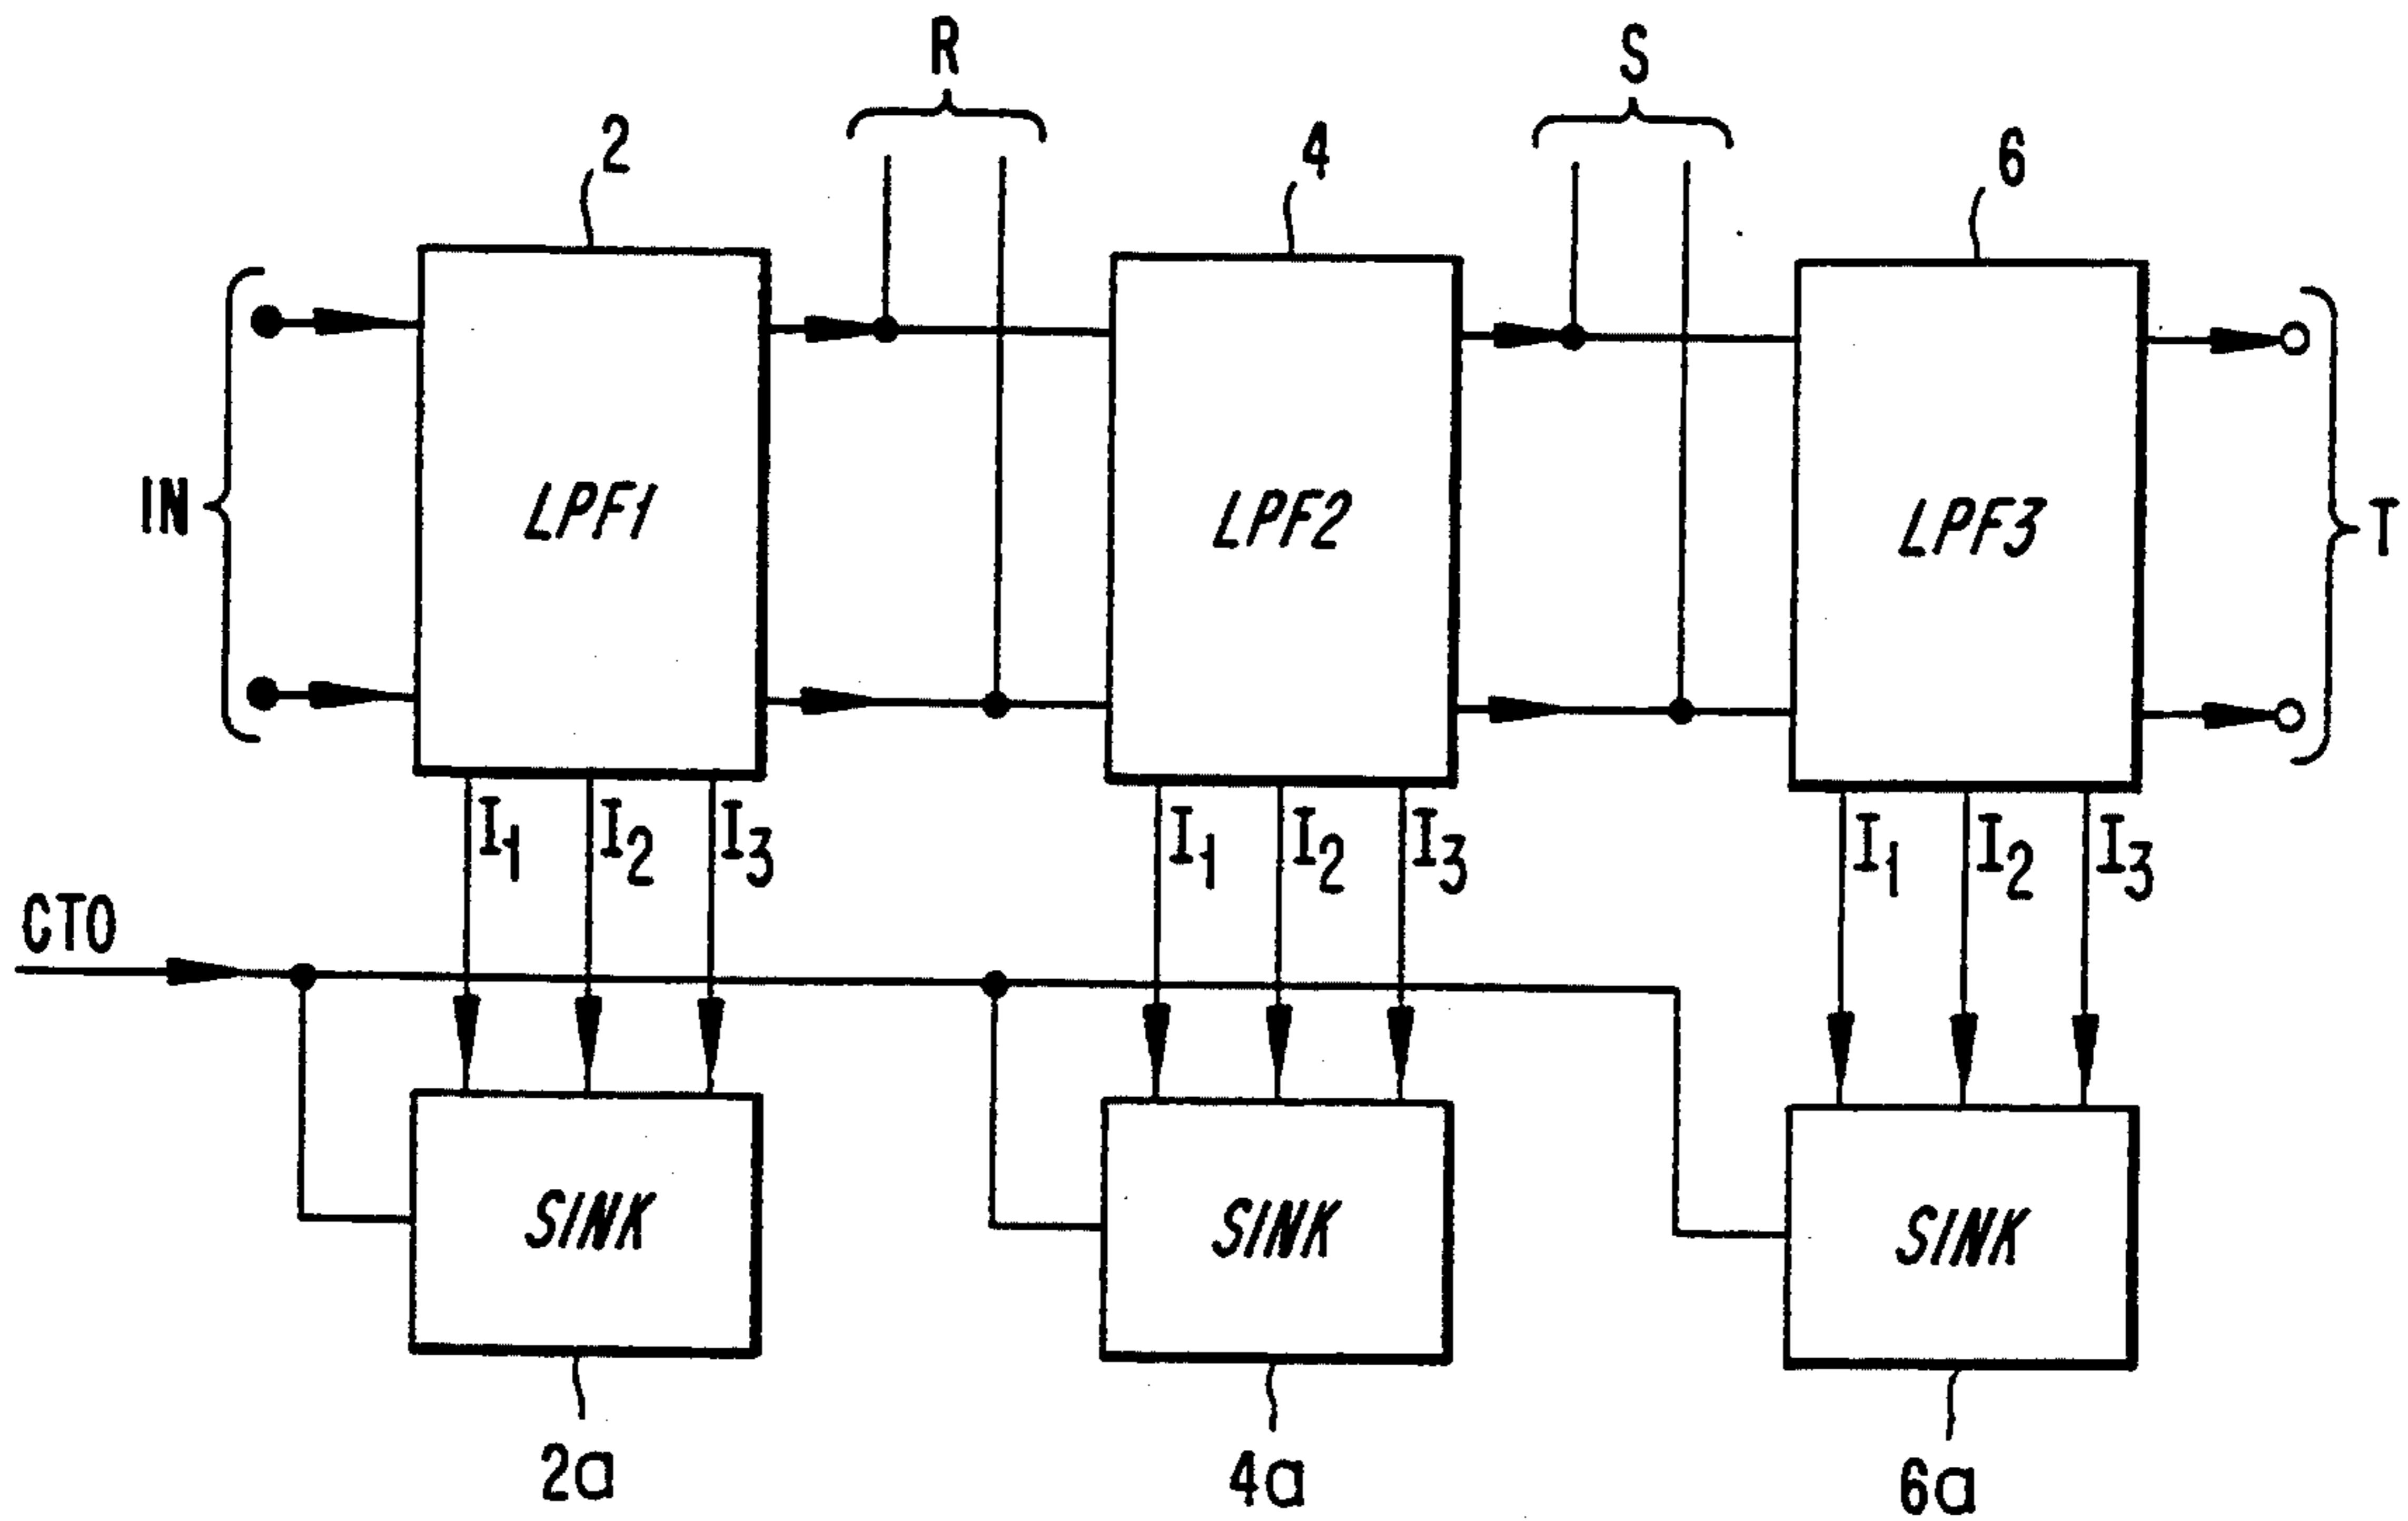 R
S
2
4
6
IN
LPF1
LPF2
LPF3
T
I1 I2 I3
I1 I2 I3
I1 I2 I3
CTO
SINK
SINK
SINK
2a
4a
6a